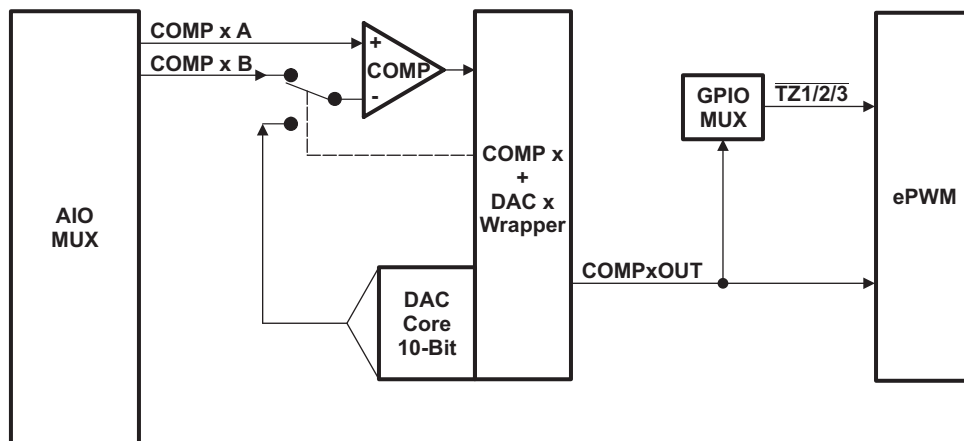 COMP x A
COMP x B
+
COMP
-
AIO
MUX
COMP x
+
DAC x
Wrapper
DAC
Core
10-Bit
COMPxOUT
GPIO
MUX
TZ1/2/3
ePWM